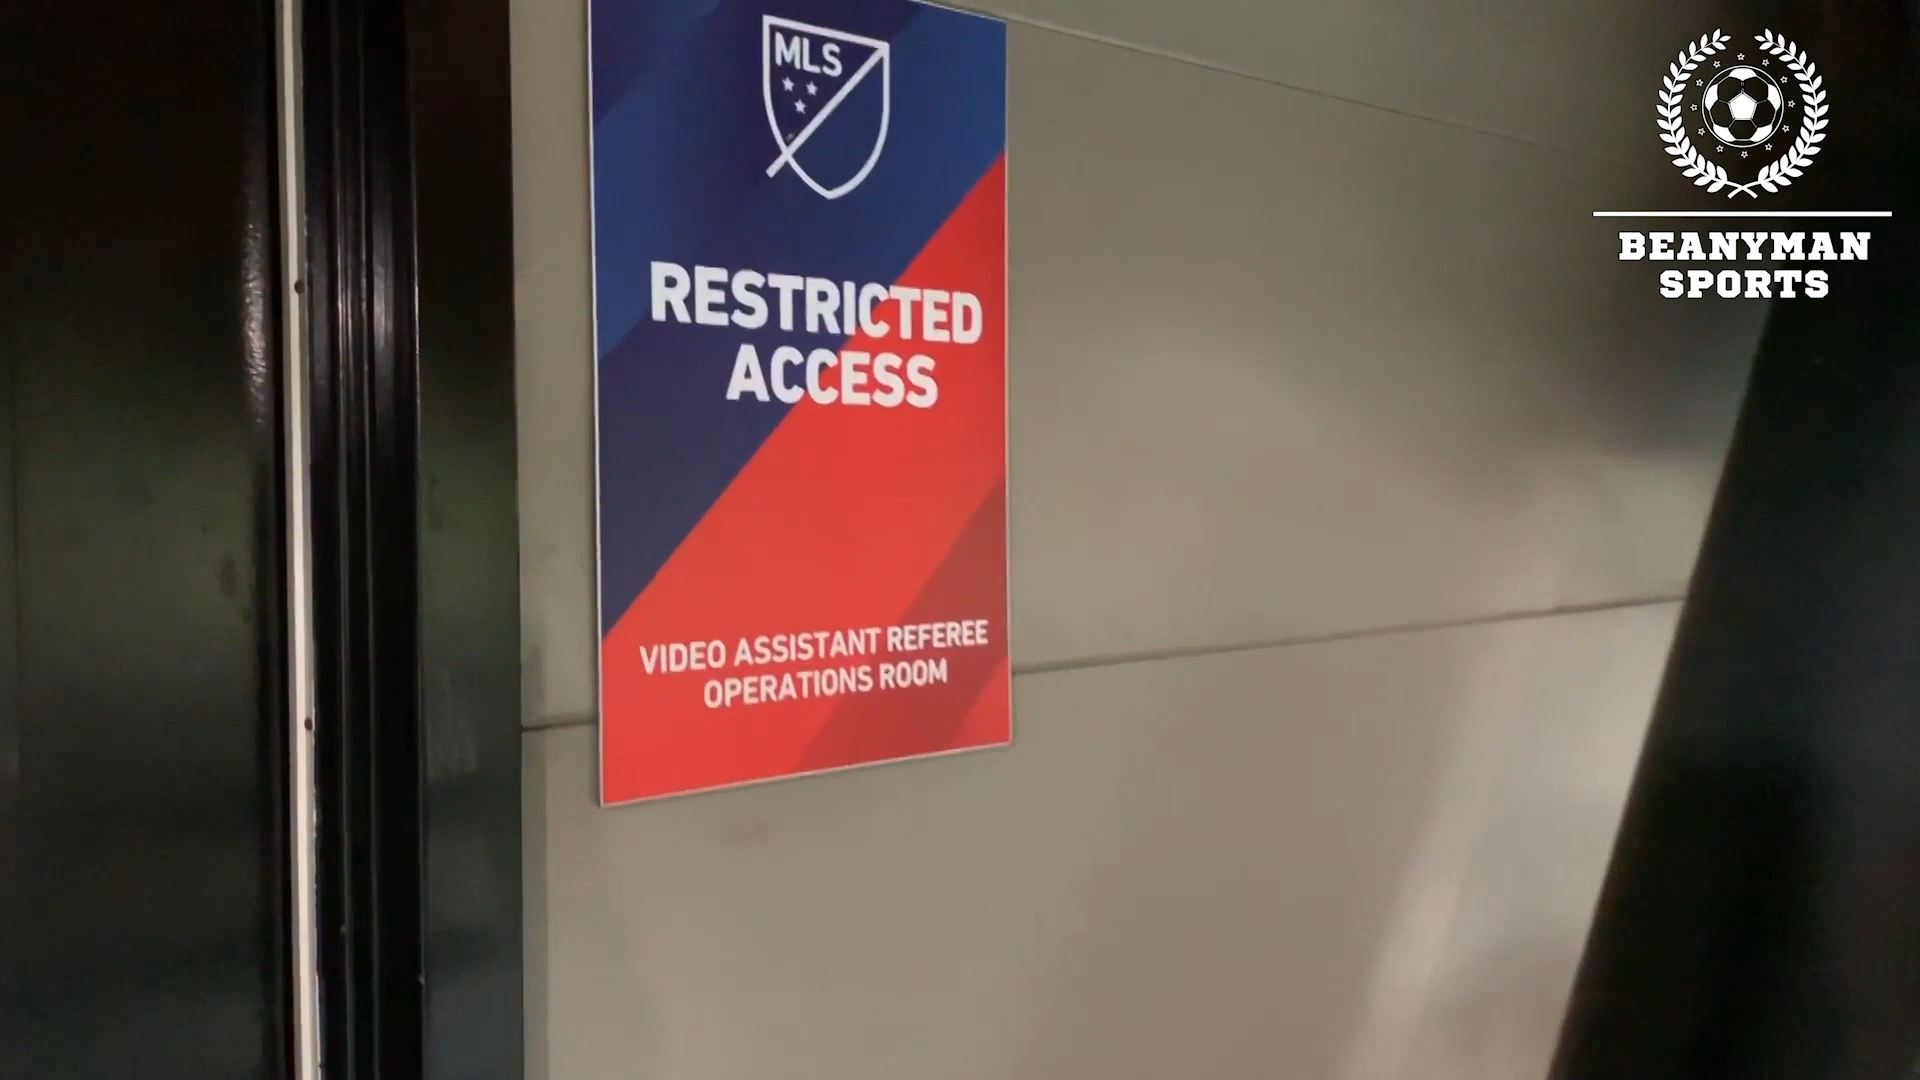 MLS
RESTRICTED
ACCESS
VIDEO ASSISTANT REFEREE
OPERATIONS ROOM
BEANYMAN
SPORTS